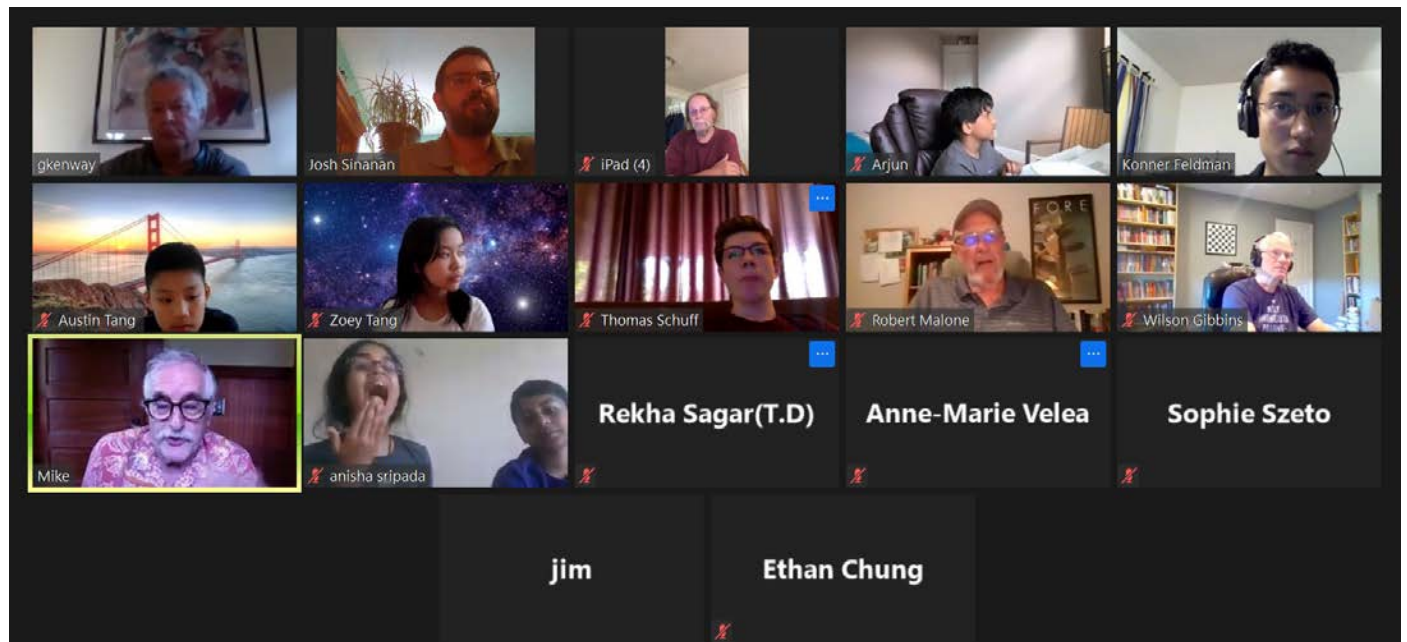 gkenway
Josh Sinanan
iPad (4)
Arjun
Konner Feldman
Austin Tang
Zoey Tang
Thomas Schuff
FORE
Robert Malone
Wilson Gibbins
Mike
anisha sripada
Rekha Sagar(T.D)
Anne-Marie Velea
Sophie Szeto
jim
Ethan Chung